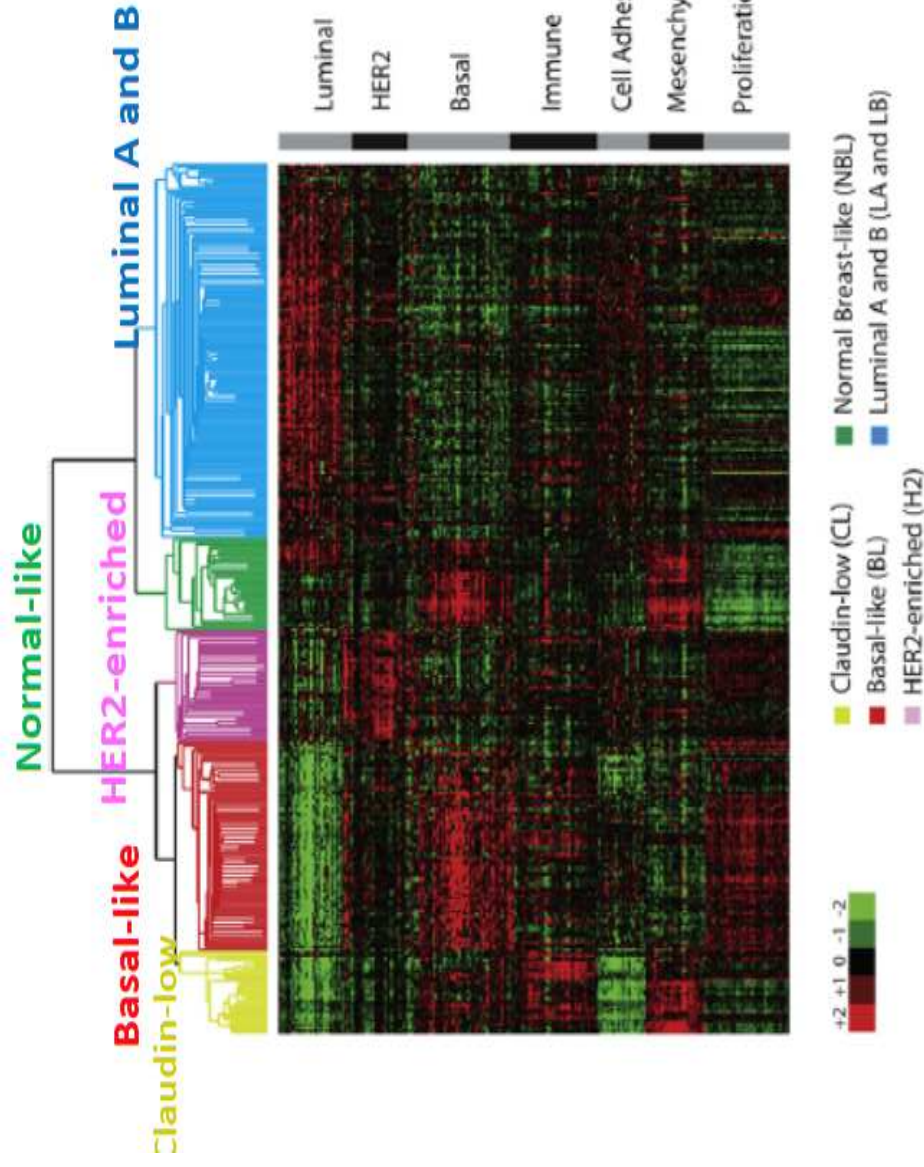 Normal-like
HER2-enriched
Luminal A and B
Basal-like
Claudin-low
Luminal
HER2
Basal
Immune
Cell Adhes
Mesenchy
Proliferatio
+2 +1 0 -1 -2
Claudin-low (CL)
Basal-like (BL)
HER2-enriched (H2)
Normal Breast-like (NBL)
Luminal A and B (LA and LB)